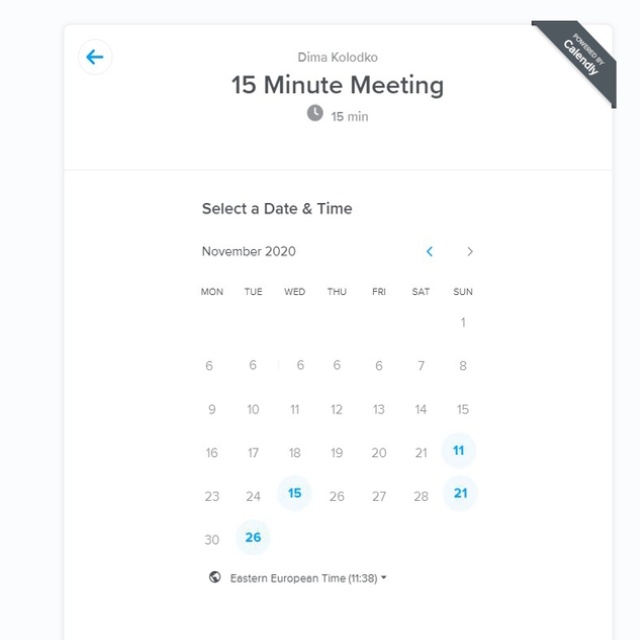 POWERED BY
Calendly
Dima Kolodko
15 Minute Meeting
15 min
Select a Date & Time
November 2020
MON TUE WED THU FRI SAT SUN
1
6 6 6 6 6 7 8
9 10 11 12 13 14 15
16 17 18 19 20 21 11
23 24 15 26 27 28 21
30 26
Eastern European Time (11:38)